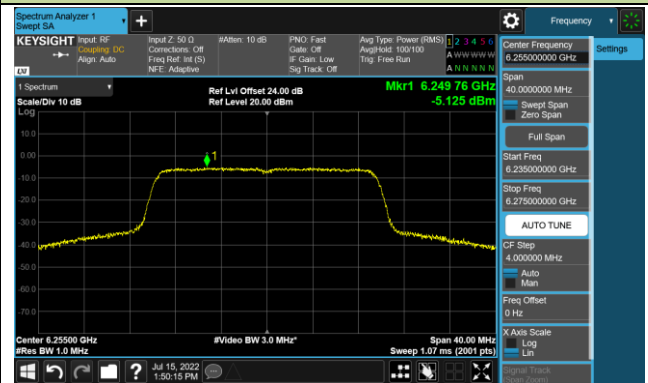 Spectrum Analyzer 1
Swept SA
Frequency
KEYSIGHT
Input: RF
Coupling: DC
Align: Auto
Input Z: 50 Ω
Corrections: Off
Freq Ref: Int (S)
NFE: Adaptive
#Atten: 10 dB
PNO: Fast
Gate: Off
IF Gain: Low
Sig Track: Off
Avg Type: Power (RMS)
Avg|Hold: 100/100
Trig: Free Run
1 2 3 4 5 6
A W W W W W
A N N N N N
LXI
Center Frequency
6.255000000 GHz
Settings
1 Spectrum
Scale/Div 10 dB
Log
Ref Lvl Offset 24.00 dB
Ref Level 20.00 dBm
Mkr1 6.249 76 GHz
-5.125 dBm
Span
40.0000000 MHz
Swept Span
Zero Span
Full Span
Start Freq
6.235000000 GHz
Stop Freq
6.275000000 GHz
AUTO TUNE
CF Step
4.000000 MHz
Auto
Man
Freq Offset
0 Hz
X Axis Scale
Log
Lin
Signal Track
(Span Zoom)
10.0
0.00
1
-10.0
-20.0
-30.0
-40.0
-50.0
-60.0
-70.0
Center 6.25500 GHz
#Res BW 1.0 MHz
#Video BW 3.0 MHz*
Span 40.00 MHz
Sweep 1.07 ms (2001 pts)
?
Jul 15, 2022
1:50:15 PM